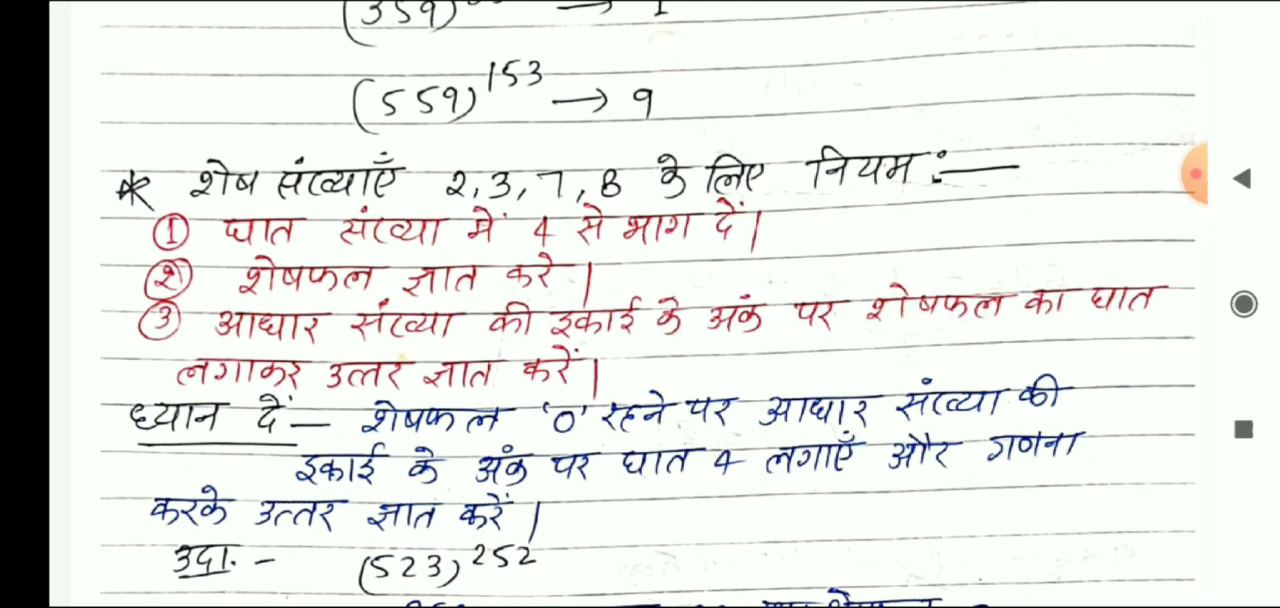 (359) → 1
(559)¹⁵³ → 9
* शेष संख्याएँ 2, 3, 7, 8 के लिए नियम :—
① घात संख्या में 4 से भाग दें।
② शेषफल ज्ञात करे।
③ आधार संख्या की इकाई के अंक पर शेषफल का घात
लगाकर उत्तर ज्ञात करें।
ध्यान दें — शेषफल '0' रहने पर आधार संख्या की
इकाई के अंक पर घात 4 लगाएँ और गणना
करके उत्तर ज्ञात करें।
उदा. - (523)²⁵²